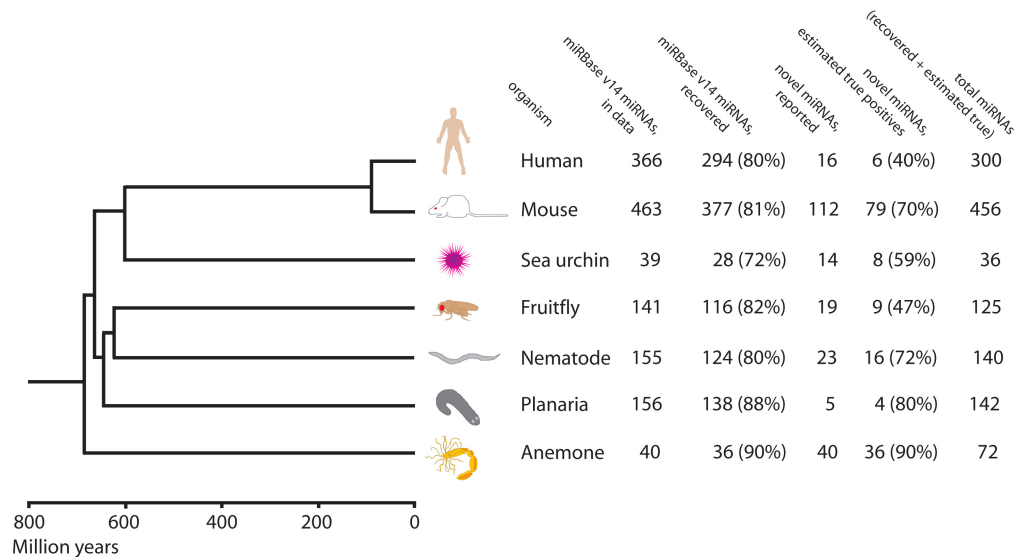 organism
miRBase v14 miRNAs,
in data
miRBase v14 miRNAs,
recovered
novel miRNAs,
reported
novel miRNAs,
estimated true positives
total miRNAs
(recovered + estimated true)
Human 366 294 (80%) 16 6 (40%) 300
Mouse 463 377 (81%) 112 79 (70%) 456
Sea urchin 39 28 (72%) 14 8 (59%) 36
Fruitfly 141 116 (82%) 19 9 (47%) 125
Nematode 155 124 (80%) 23 16 (72%) 140
Planaria 156 138 (88%) 5 4 (80%) 142
Anemone 40 36 (90%) 40 36 (90%) 72
800 600 400 200 0
Million years